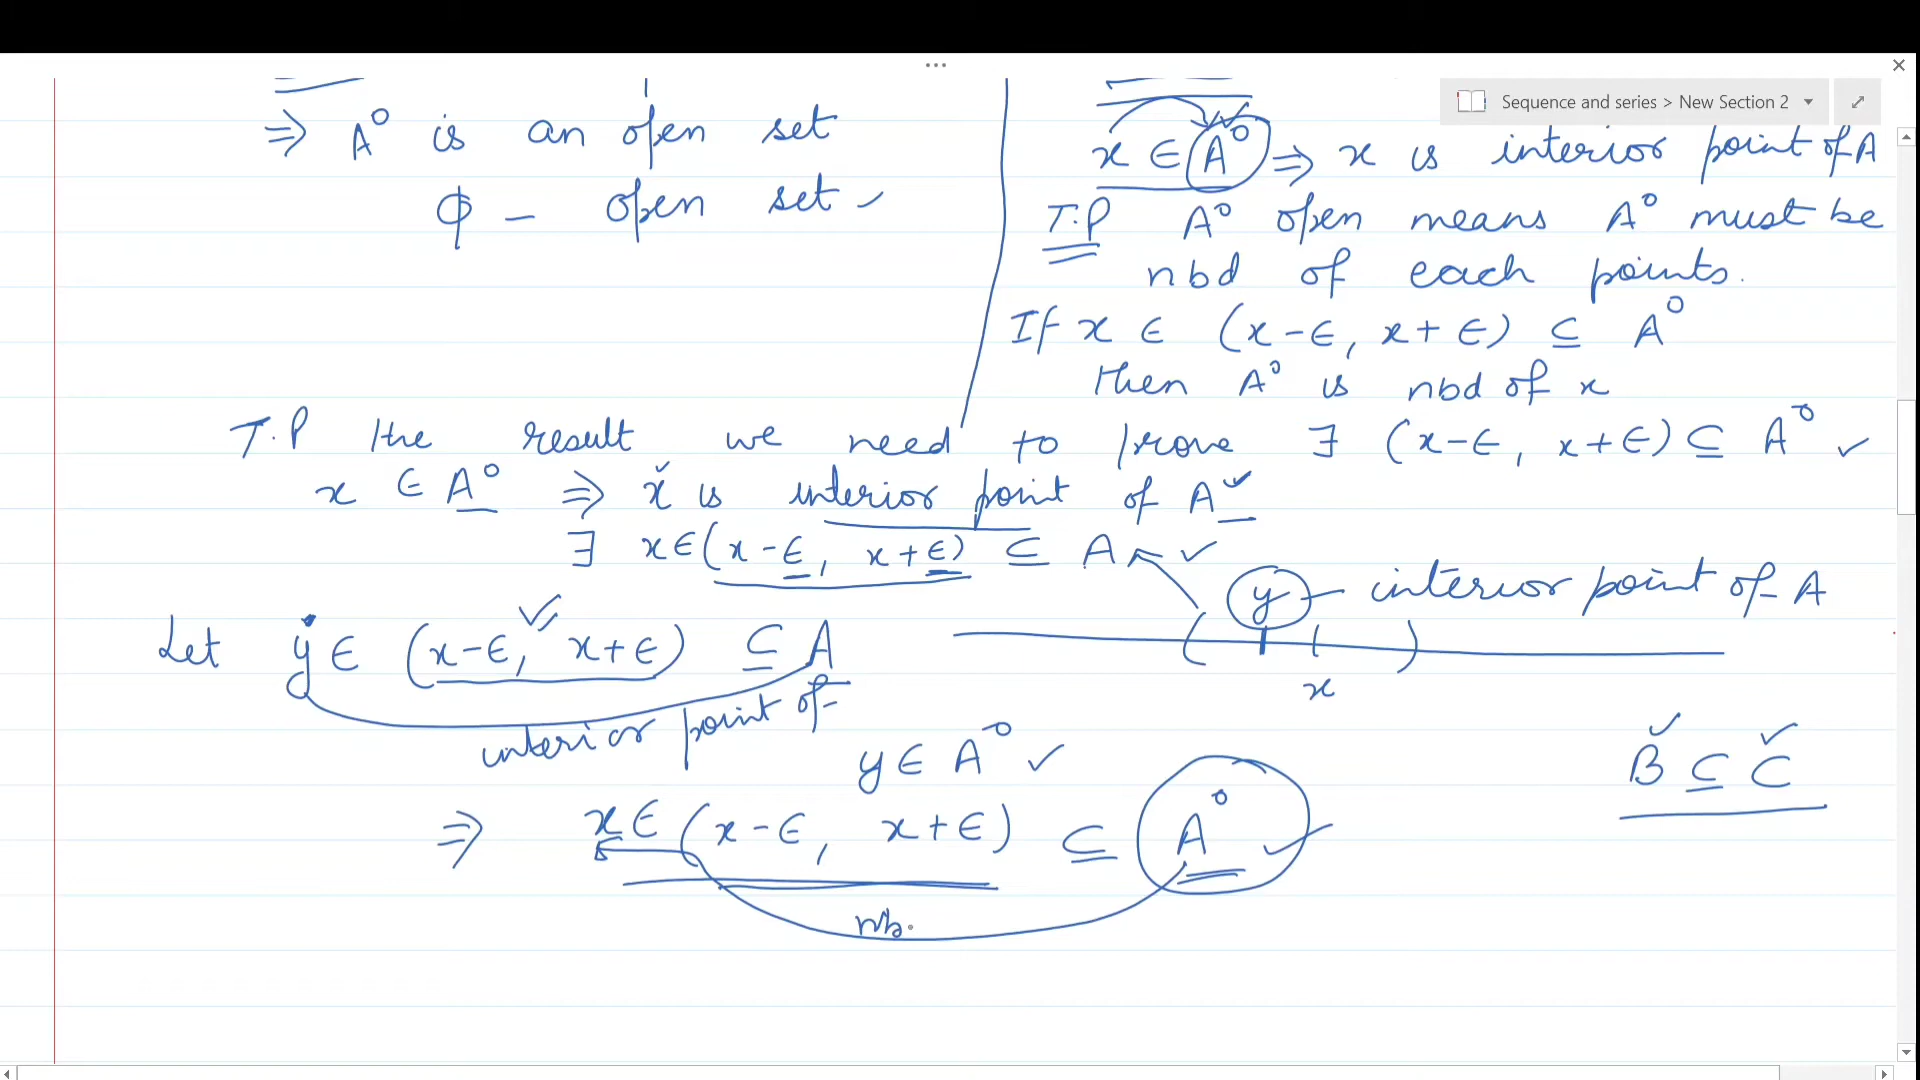 Sequence and series > New Section 2
⇒ A° is an open set
ϕ – open set
x ∈ A° ⇒ x is interior point of A
T.P A° open means A° must be
nbd of each points.
If x ∈ (x-ϵ, x+ϵ) ⊆ A°
then A° is nbd of x
T.P the result we need to prove ∃ (x-ϵ, x+ϵ) ⊆ A°
x ∈ A° ⇒ x is interior point of A
∃ x∈(x-ϵ, x+ϵ) ⊆ A
y – interior point of A
Let y ∈ (x-ϵ, x+ϵ) ⊆ A
x
interior point of
y ∈ A°
B ⊆ C
⇒ x ∈ (x-ϵ, x+ϵ) ⊆ A°
nb